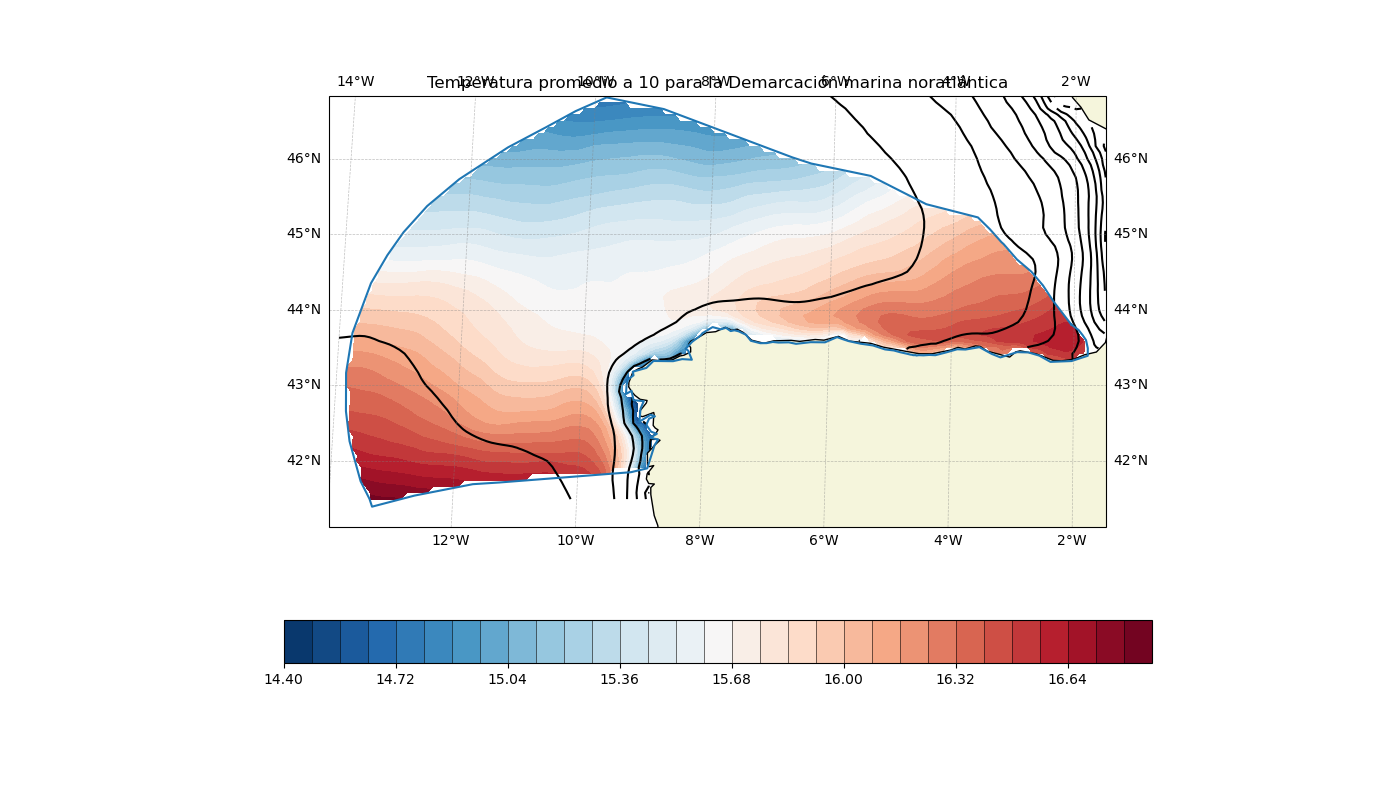 Temperatura promedio a 10 para la Demarcación marina noratlántica
14°W 12°W 10°W 8°W 6°W 4°W 2°W
46°N 46°N
45°N 45°N
44°N 44°N
43°N 43°N
42°N 42°N
12°W 10°W 8°W 6°W 4°W 2°W
14.40 14.72 15.04 15.36 15.68 16.00 16.32 16.64